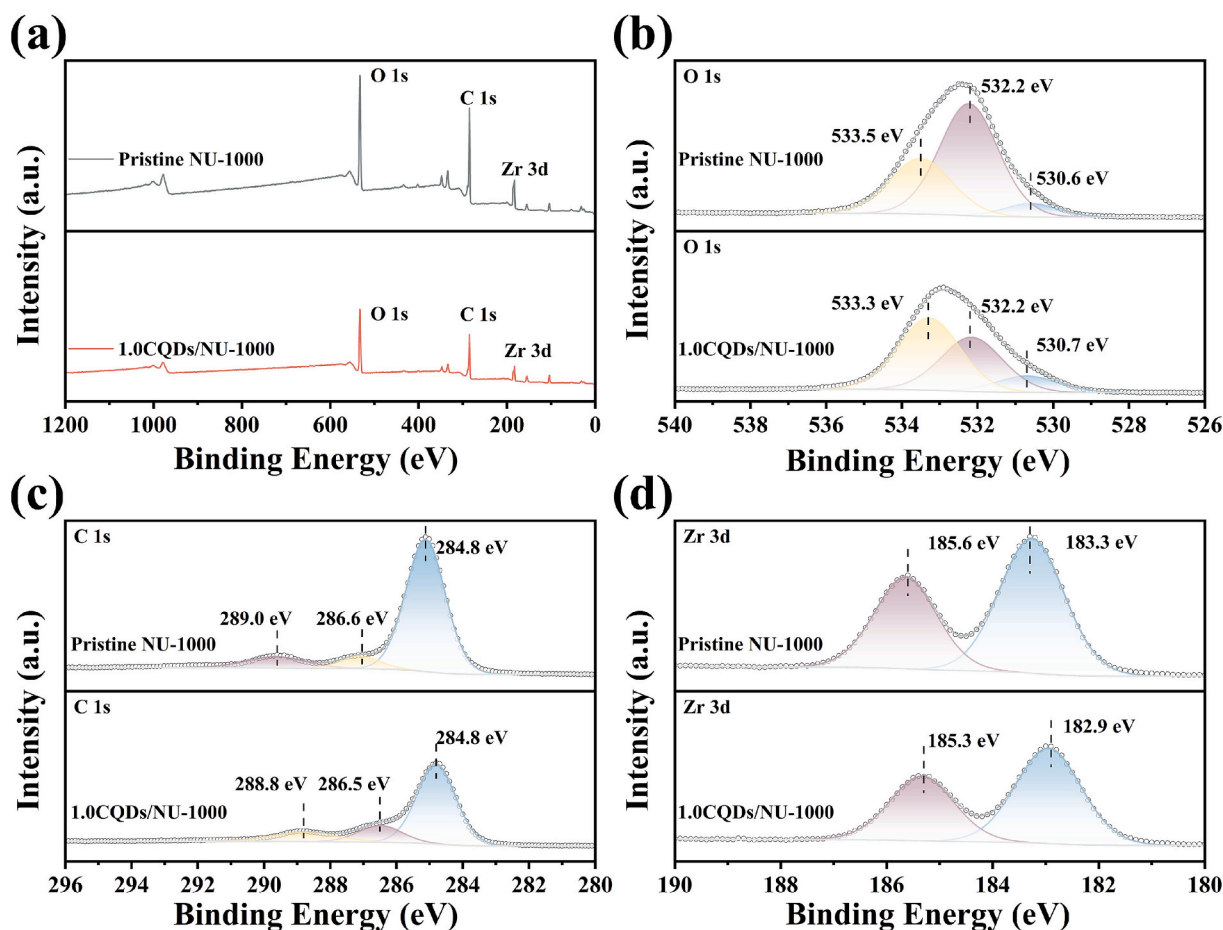 (a)
O 1s
C 1s
Pristine NU-1000
Zr 3d
O 1s
C 1s
1.0CQDs/NU-1000
Zr 3d
1200 1000 800 600 400 200 0
Binding Energy (eV)
Intensity (a.u.)
(b)
O 1s
532.2 eV
533.5 eV
Pristine NU-1000
530.6 eV
O 1s
533.3 eV
532.2 eV
530.7 eV
1.0CQDs/NU-1000
540 538 536 534 532 530 528 526
Binding Energy (eV)
Intensity (a.u.)
(c)
C 1s
284.8 eV
289.0 eV 286.6 eV
Pristine NU-1000
C 1s
284.8 eV
288.8 eV 286.5 eV
1.0CQDs/NU-1000
296 294 292 290 288 286 284 282 280
Binding Energy (eV)
Intensity (a.u.)
(d)
Zr 3d
185.6 eV 183.3 eV
Pristine NU-1000
Zr 3d
185.3 eV 182.9 eV
1.0CQDs/NU-1000
190 188 186 184 182 180
Binding Energy (eV)
Intensity (a.u.)